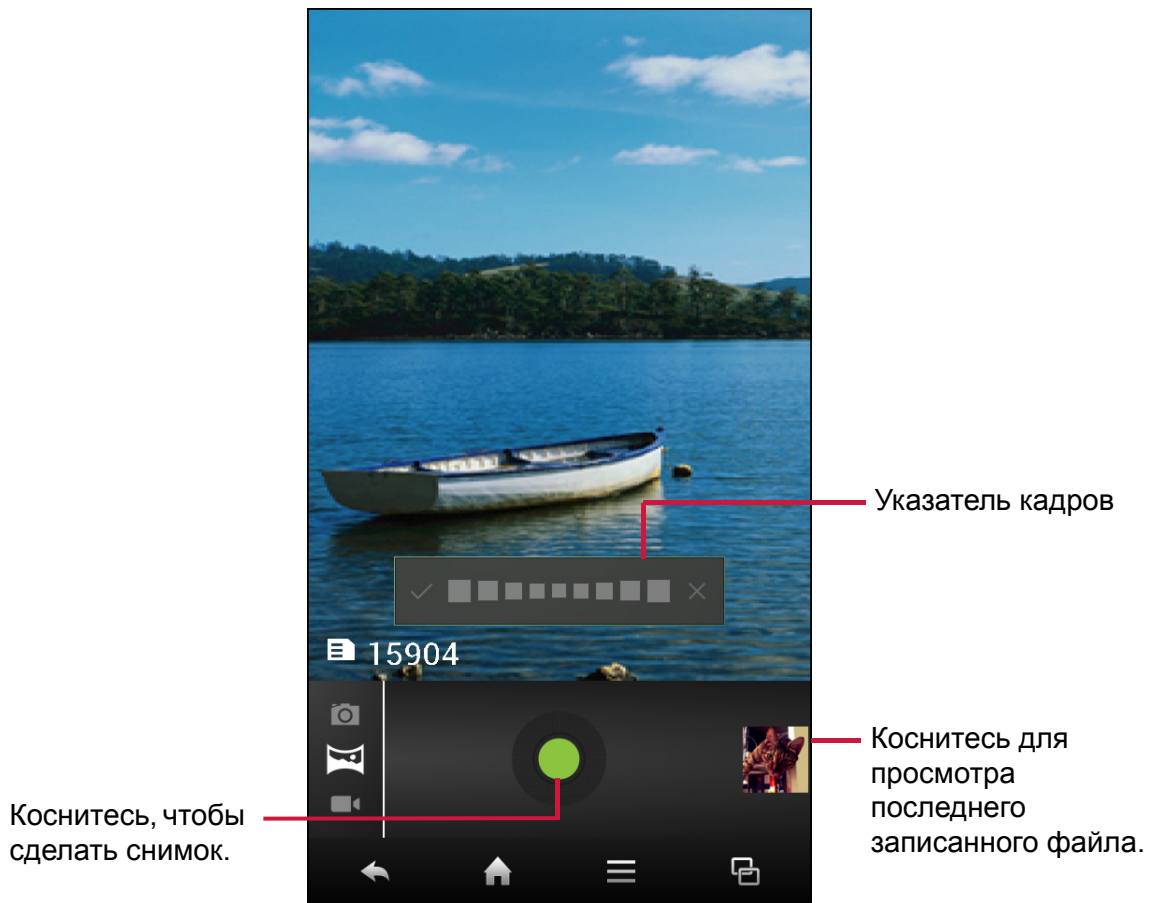 Указатель кадров
15904
Коснитесь для
просмотра
последнего
записанного файла.
Коснитесь, чтобы
сделать снимок.